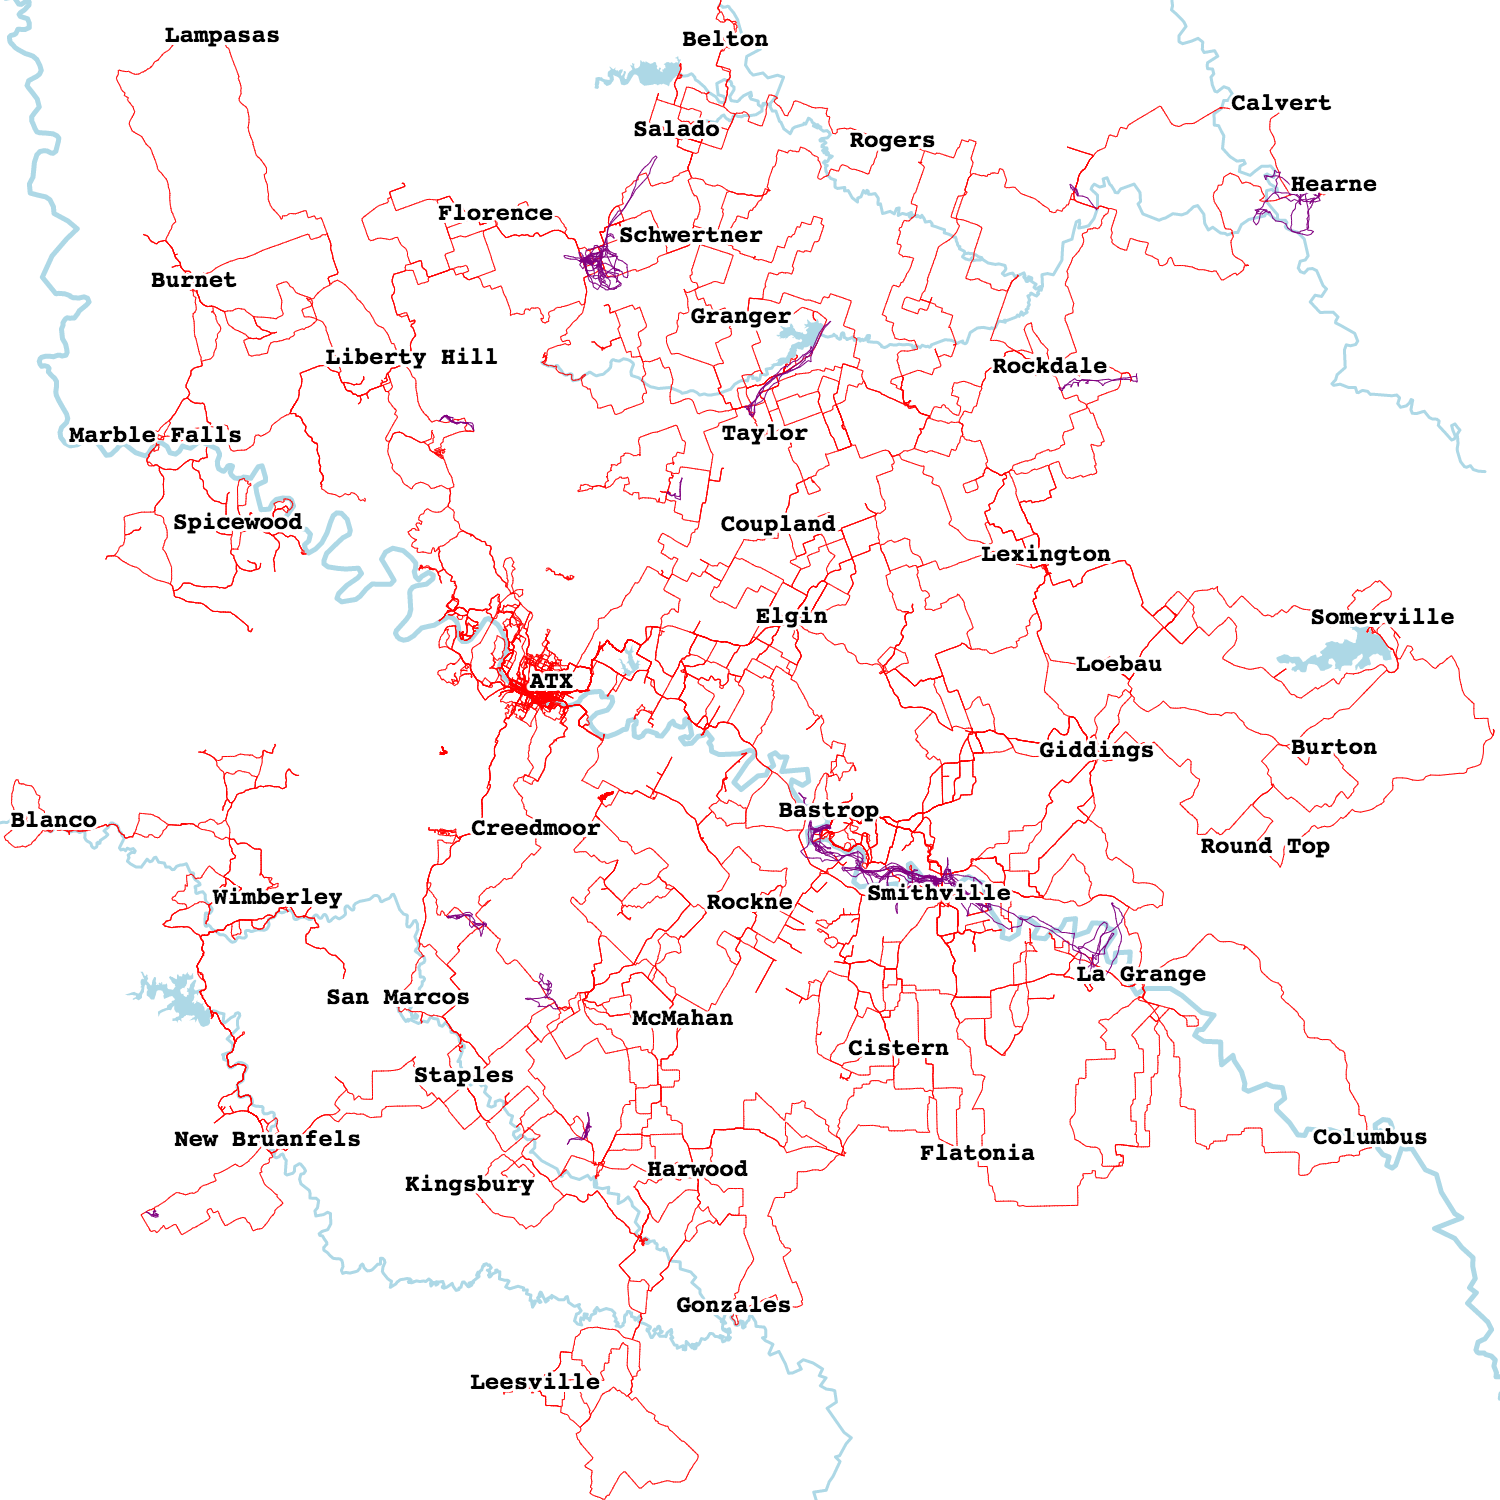 Lampasas
Belton
Calvert
Salado
Rogers
Hearne
Florence
Schwertner
Burnet
Granger
Liberty Hill
Rockdale
Marble Falls
Taylor
Spicewood
Coupland
Lexington
Elgin
Somerville
Loebau
ATX
Giddings
Burton
Bastrop
Blanco
Creedmoor
Round Top
Smithville
Wimberley
Rockne
La Grange
San Marcos
McMahan
Cistern
Staples
New Bruanfels
Columbus
Flatonia
Harwood
Kingsbury
Gonzales
Leesville